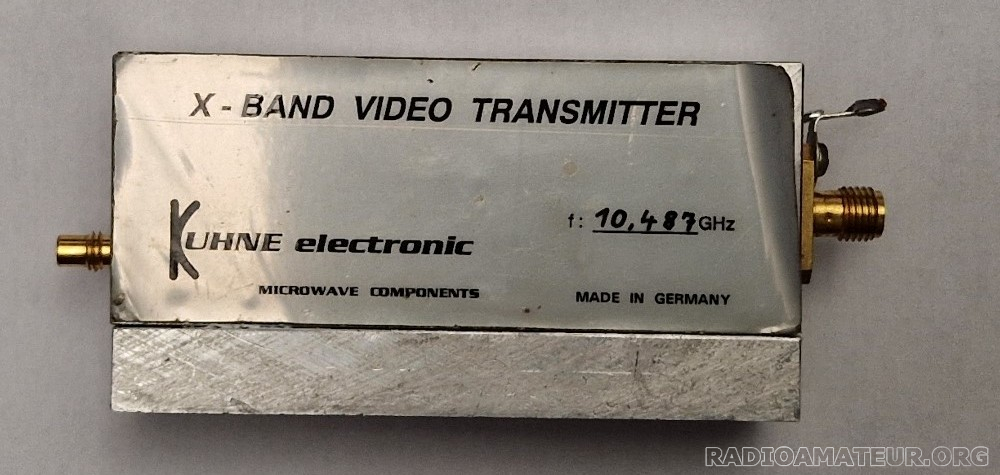 X - BAND VIDEO TRANSMITTER
KUHNE electronic
f: 10,487 GHz
MICROWAVE COMPONENTS
MADE IN GERMANY
RADIOAMATEUR.ORG